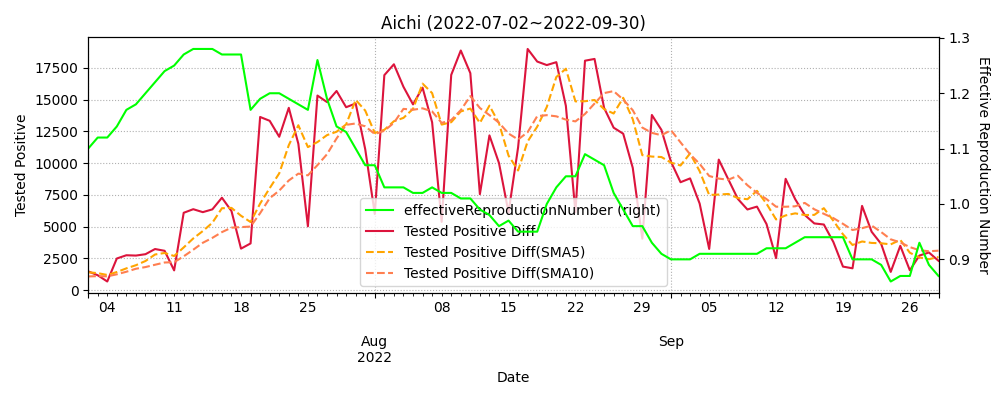 Aichi (2022-07-02~2022-09-30)
Tested Positive
0
2500
5000
7500
10000
12500
15000
17500
effectiveReproductionNumber (right)
Tested Positive Diff
Tested Positive Diff(SMA5)
Tested Positive Diff(SMA10)
0.9
1.0
1.1
1.2
1.3
Effective Reproduction Number
04 11 18 25 08 15 22 29 05 12 19 26
Aug Sep
2022
Date